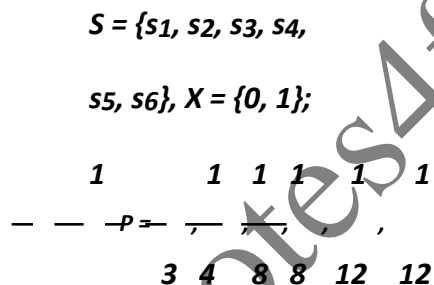 S = {s1, s2, s3, s4,
s5, s6}, X = {0, 1};
1 1 1 1 1 1
— — — P = — , — , — , , ,
3 4 8 8 12 12